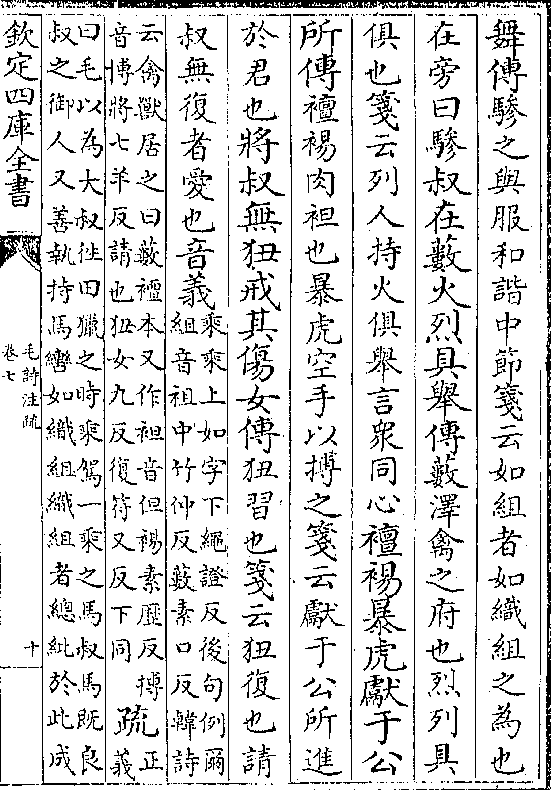 舞傳驂之與服和諧中節箋云如組者如織組之為也
在旁曰驂叔在藪火烈具舉傳藪澤禽之府也烈列具
俱也箋云列人持火俱舉言衆同心襢裼暴虎獻于公
所傳襢裼肉袒也暴虎空手以搏之箋云獻于公所進
於君也將叔無狃戒其傷女傳狃習也箋云狃復也請
叔無復者愛也音義
乘乘上如字下繩證反後句例爾
組音祖中竹仲反藪素口反韓詩
云禽獸居之曰藪襢本又作袒音但裼素歷反搏
音博將七羊反請也狃女九反復符又反下同
疏
正
義
曰毛以為大叔徃田獵之時乘駕一乘之馬叔馬既良
叔之御人又善執持馬轡如織組織組者總紕於此成
欽定四庫全書
毛詩注疏
卷七
十